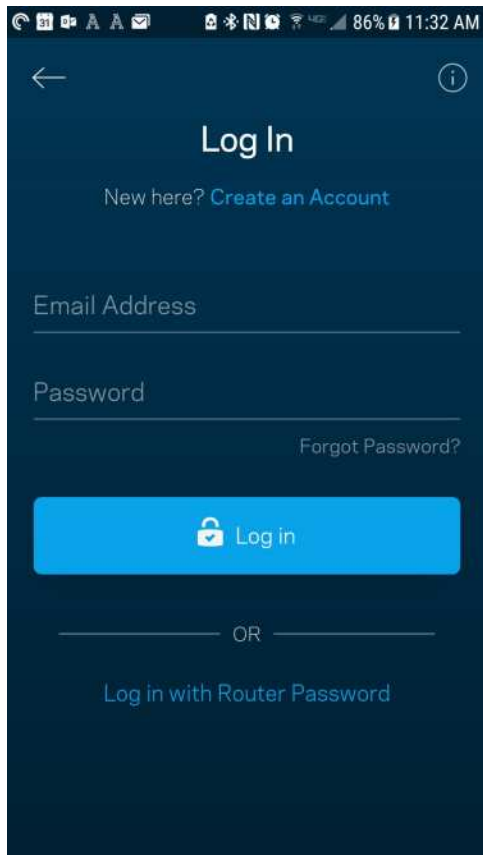 31 86% 11:32 AM
Log In
New here? Create an Account
Email Address
Password
Forgot Password?
Log in
OR
Log in with Router Password